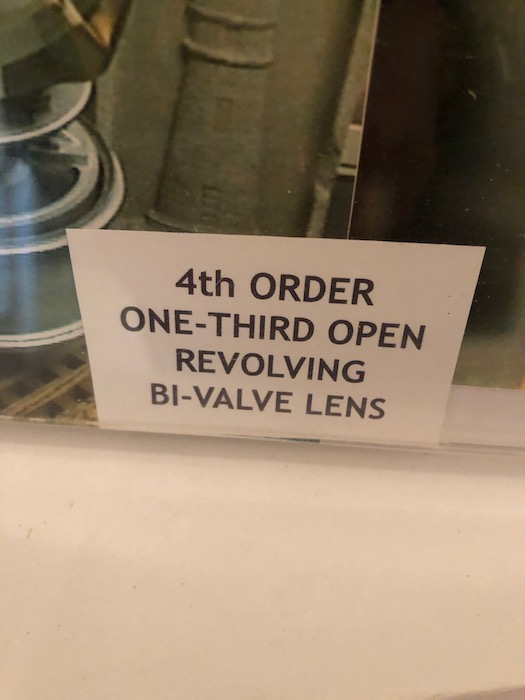 4th ORDER
ONE-THIRD OPEN
REVOLVING
BI-VALVE LENS